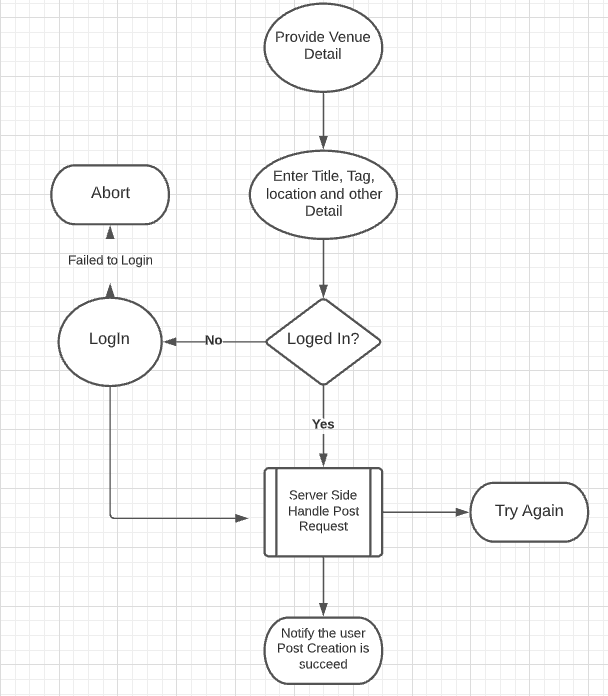 Provide Venue
Detail
Enter Title, Tag,
location and other
Detail
Abort
Failed to Login
LogIn
No
Loged In?
Yes
Server Side
Handle Post
Request
Try Again
Notify the user
Post Creation is
succeed